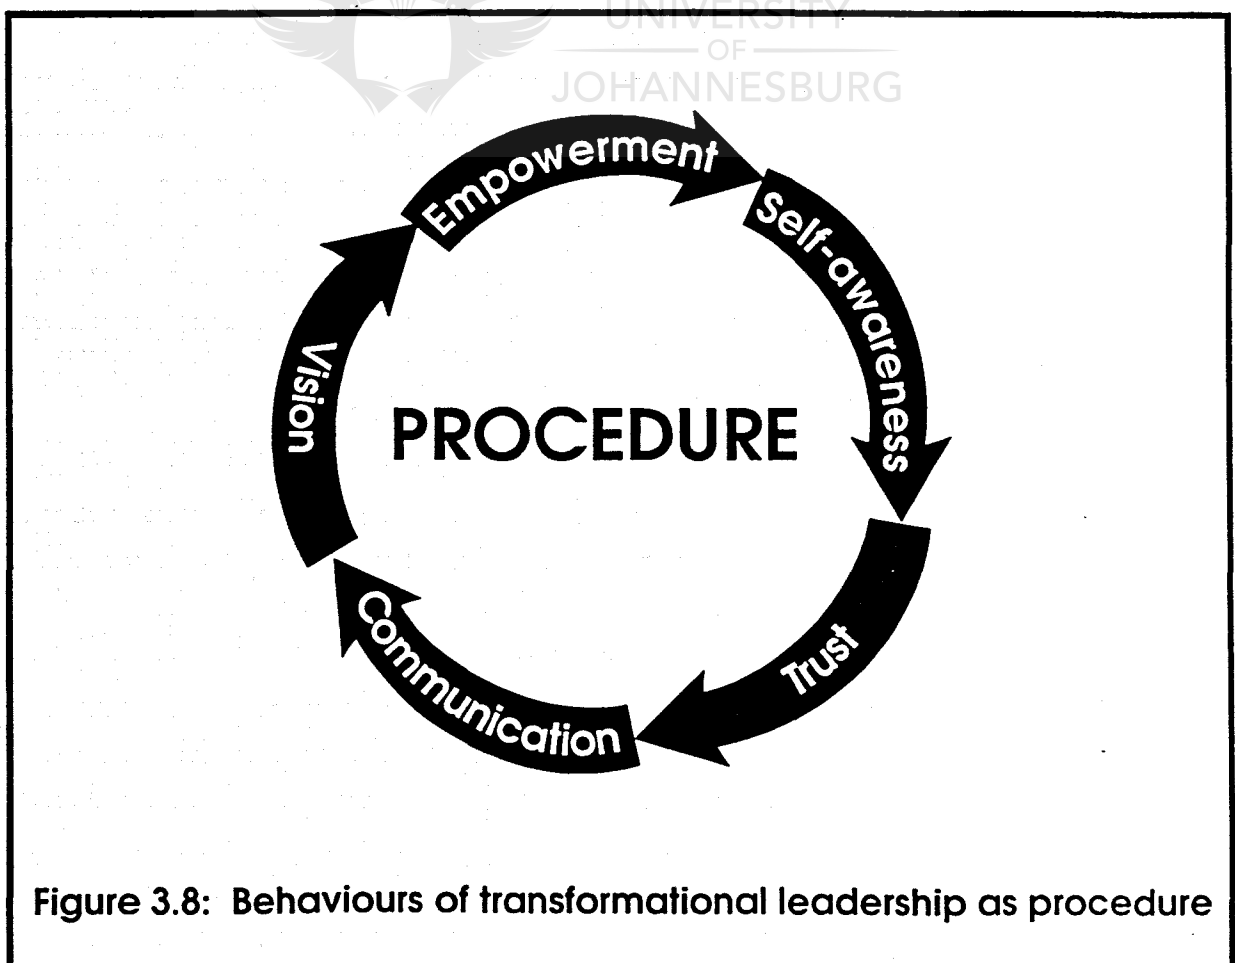 UNIVERSITY
OF
JOHANNESBURG
Empowerment
Self-awareness
Vision
PROCEDURE
Trust
Communication
Figure 3.8: Behaviours of transformational leadership as procedure